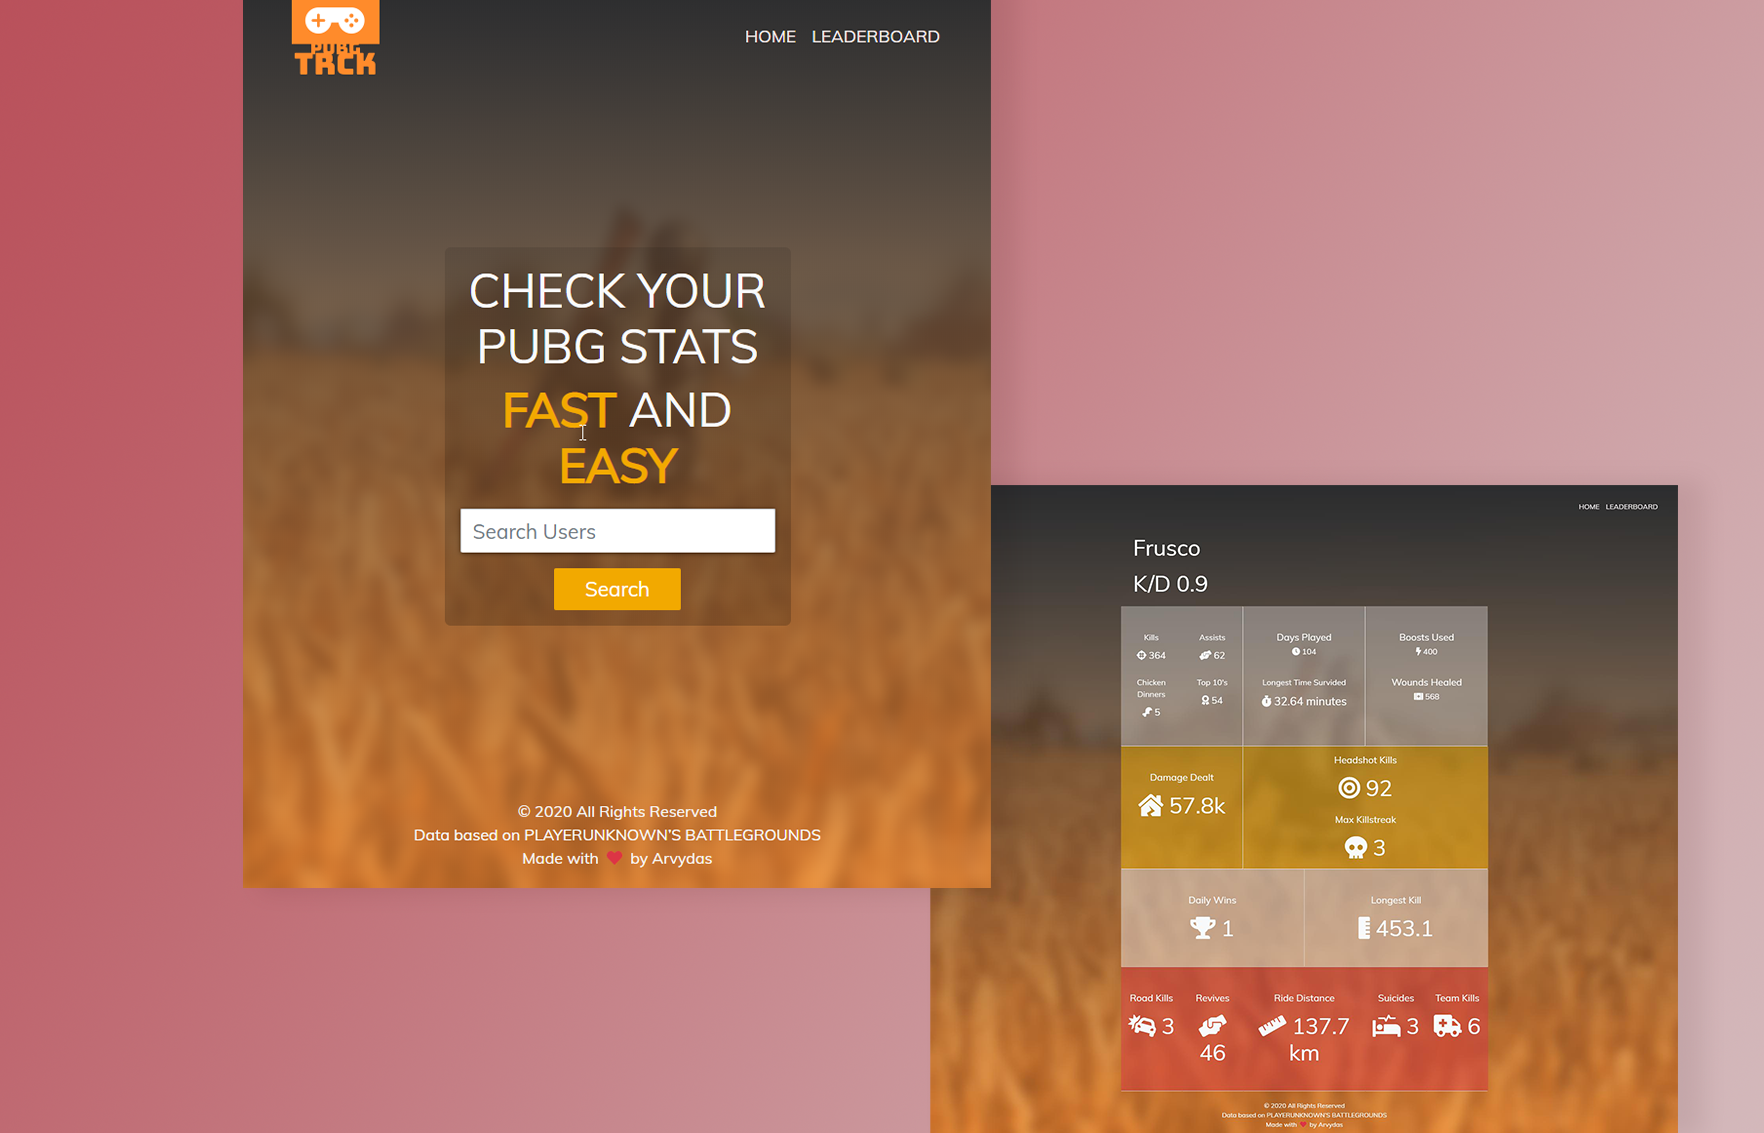 PUBG
TRCK
HOME LEADERBOARD
CHECK YOUR
PUBG STATS
FAST AND
EASY
Search Users
Search
© 2020 All Rights Reserved
Data based on PLAYERUNKNOWN'S BATTLEGROUNDS
Made with by Arvydas
HOME LEADERBOARD
Frusco
K/D 0.9
Kills
364
Assists
62
Chicken
Dinners
5
Top 10's
54
Days Played
104
Longest Time Survided
32.64 minutes
Boosts Used
400
Wounds Healed
568
Damage Dealt
57.8k
Headshot Kills
92
Max Killstreak
3
Daily Wins
1
Longest Kill
453.1
Road Kills
3
Revives
46
Ride Distance
137.7
km
Suicides
3
Team Kills
6
© 2020 All Rights Reserved
Data based on PLAYERUNKNOWN'S BATTLEGROUNDS
Made with by Arvydas